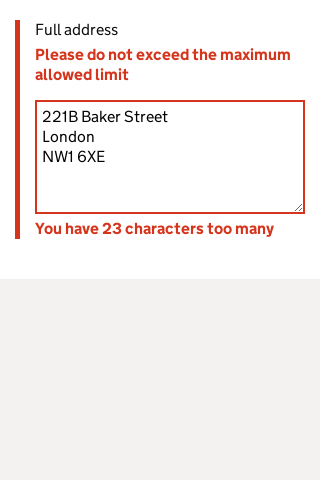 Full address
Please do not exceed the maximum
allowed limit
221B Baker Street
London
NW1 6XE
You have 23 characters too many